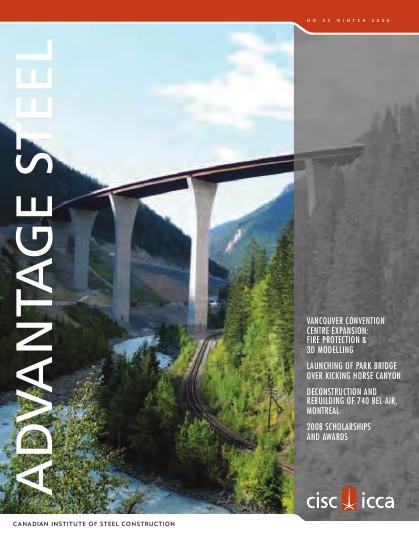 NO 32 WINTER 2008
ADVANTAGE STEEL
VANCOUVER CONVENTION
CENTRE EXPANSION:
FIRE PROTECTION &
3D MODELLING
LAUNCHING OF PARK BRIDGE
OVER KICKING HORSE CANYON
DECONSTRUCTION AND
REBUILDING OF 740 BEL-AIR,
MONTREAL
2008 SCHOLARSHIPS
AND AWARDS
cisc icca
CANADIAN INSTITUTE OF STEEL CONSTRUCTION